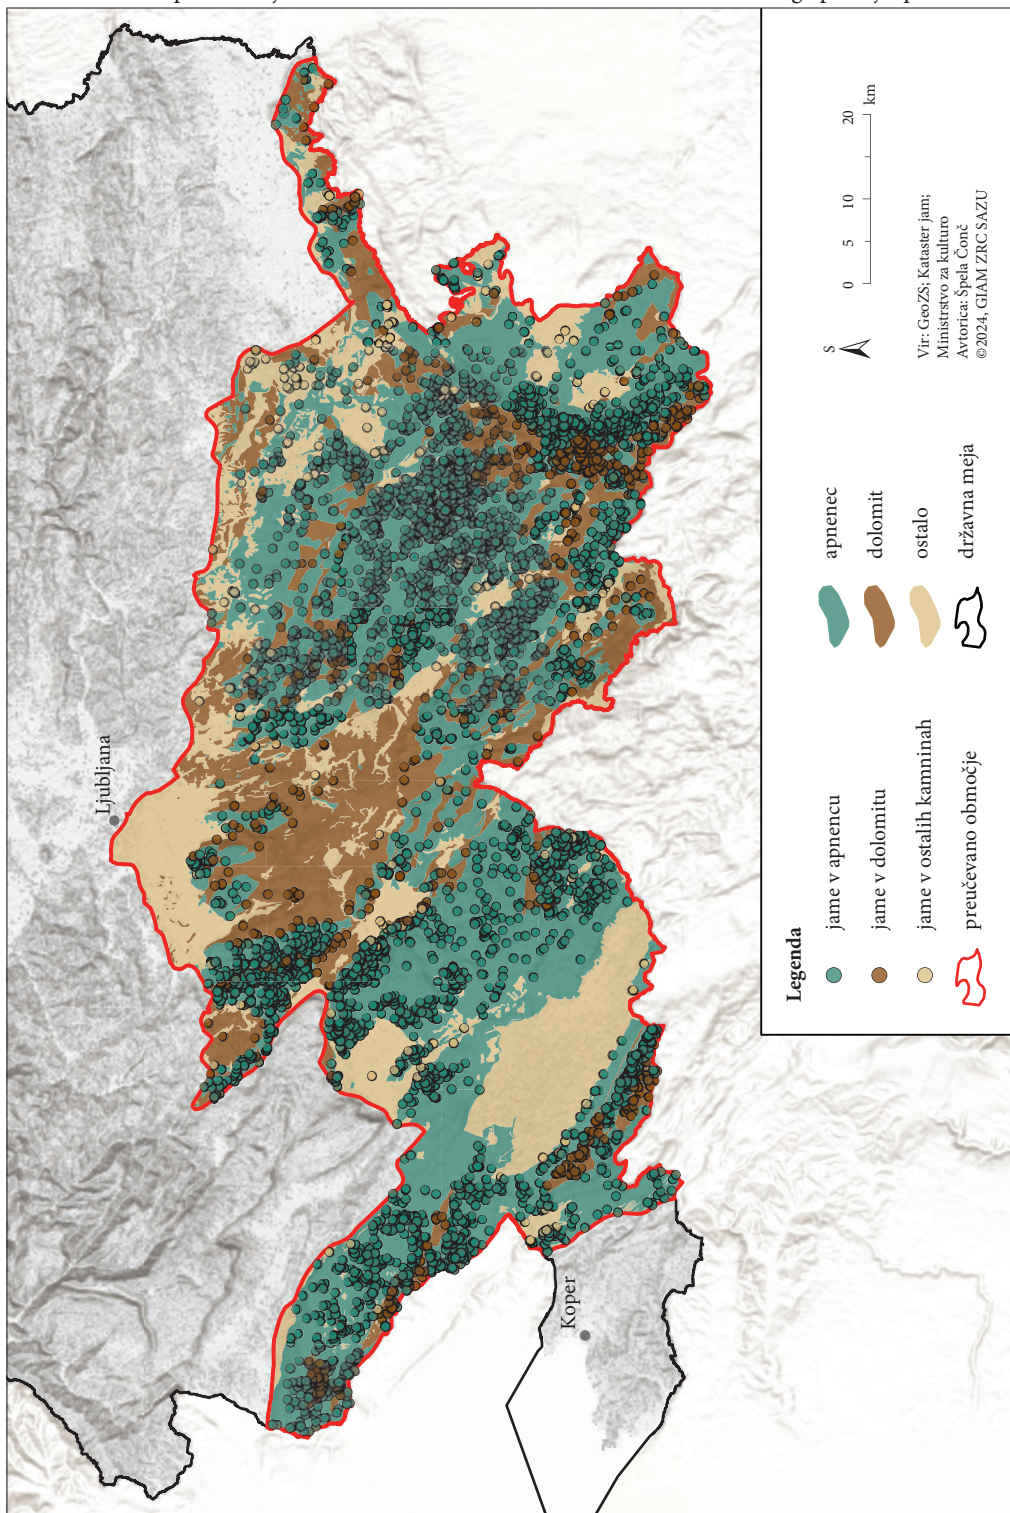 Ljubljana
Koper
Legenda
jame v apnencu
jame v dolomitu
jame v ostalih kamninah
preučevano območje
apnenec
dolomit
ostalo
državna meja
S
0 5 10 20
km
Vir: GeoZS; Kataster jam;
Ministrstvo za kulturo
Avtorica: Špela Čonč
©2024, GIAM ZRC SAZU